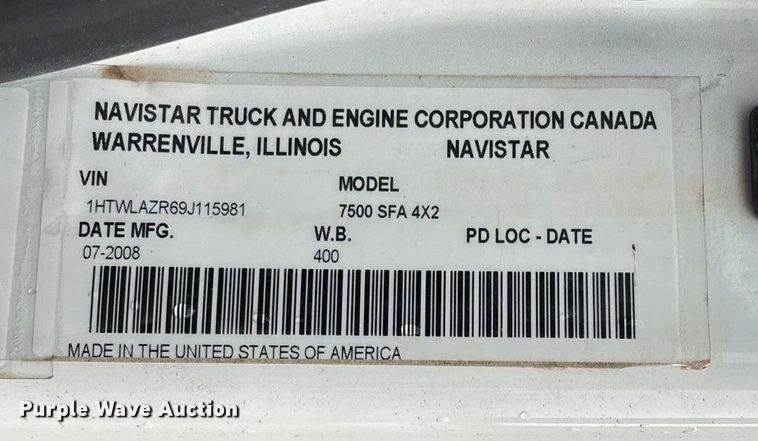 NAVISTAR TRUCK AND ENGINE CORPORATION CANADA
WARRENVILLE, ILLINOIS NAVISTAR
VIN MODEL
1HTWLAZR69J115981 7500 SFA 4X2
DATE MFG. W.B. PD LOC - DATE
07-2008 400
MADE IN THE UNITED STATES OF AMERICA
Purple Wave Auction